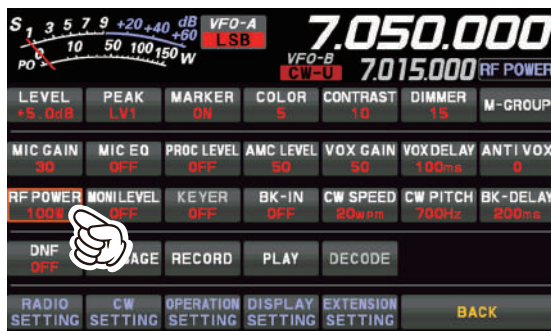 S 1 3 5 7 9 +20 +40 +60 dB
PO 10 50 100 150 W
VFO-A
LSB
7.050.000
VFO-B
CW-U
7.015.000
RF POWER
LEVEL PEAK MARKER COLOR CONTRAST DIMMER M-GROUP
+5.0dB LV1 ON 5 10 15
MIC GAIN MIC EQ PROC LEVEL AMC LEVEL VOX GAIN VOX DELAY ANTI VOX
30 OFF OFF 50 50 100ms 0
RF POWER MONI LEVEL KEYER BK-IN CW SPEED CW PITCH BK-DELAY
100W OFF OFF OFF 20wpm 700Hz 200ms
DNF AGE RECORD PLAY DECODE
OFF
RADIO CW OPERATION DISPLAY EXTENSION BACK
SETTING SETTING SETTING SETTING SETTING